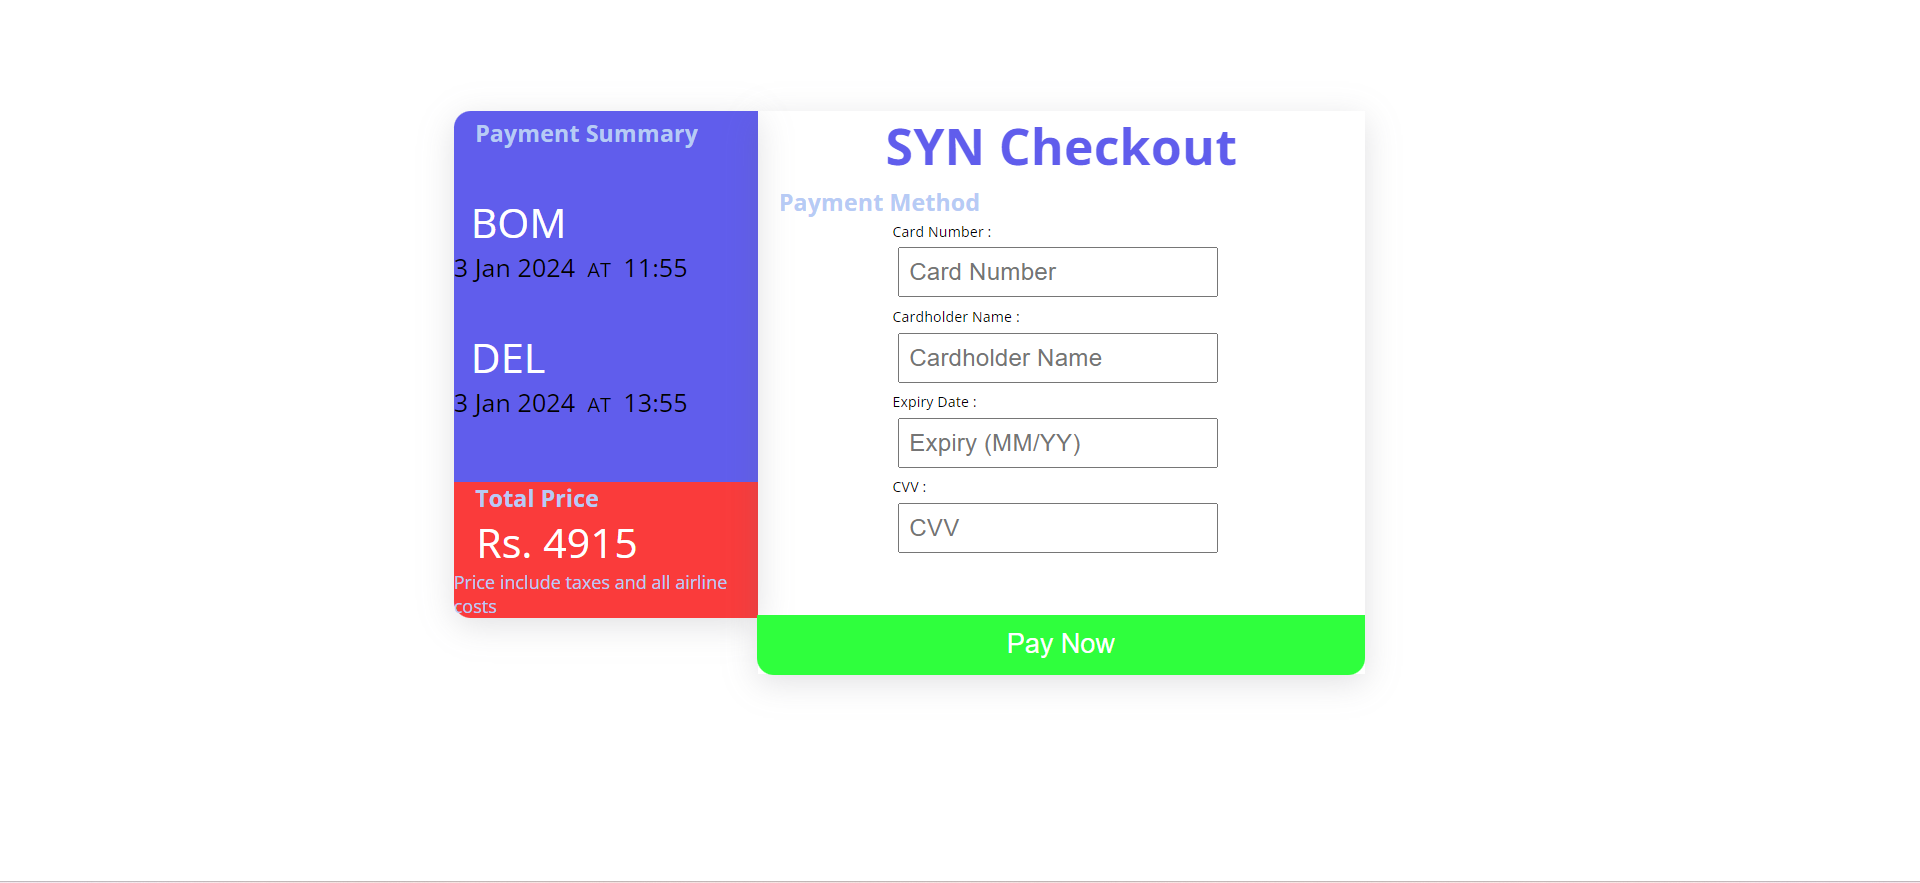 Payment Summary
BOM
3 Jan 2024 AT 11:55
DEL
3 Jan 2024 AT 13:55
Total Price
Rs. 4915
Price include taxes and all airline
costs
SYN Checkout
Payment Method
Card Number :
Card Number
Cardholder Name :
Cardholder Name
Expiry Date :
Expiry (MM/YY)
CVV :
CVV
Pay Now